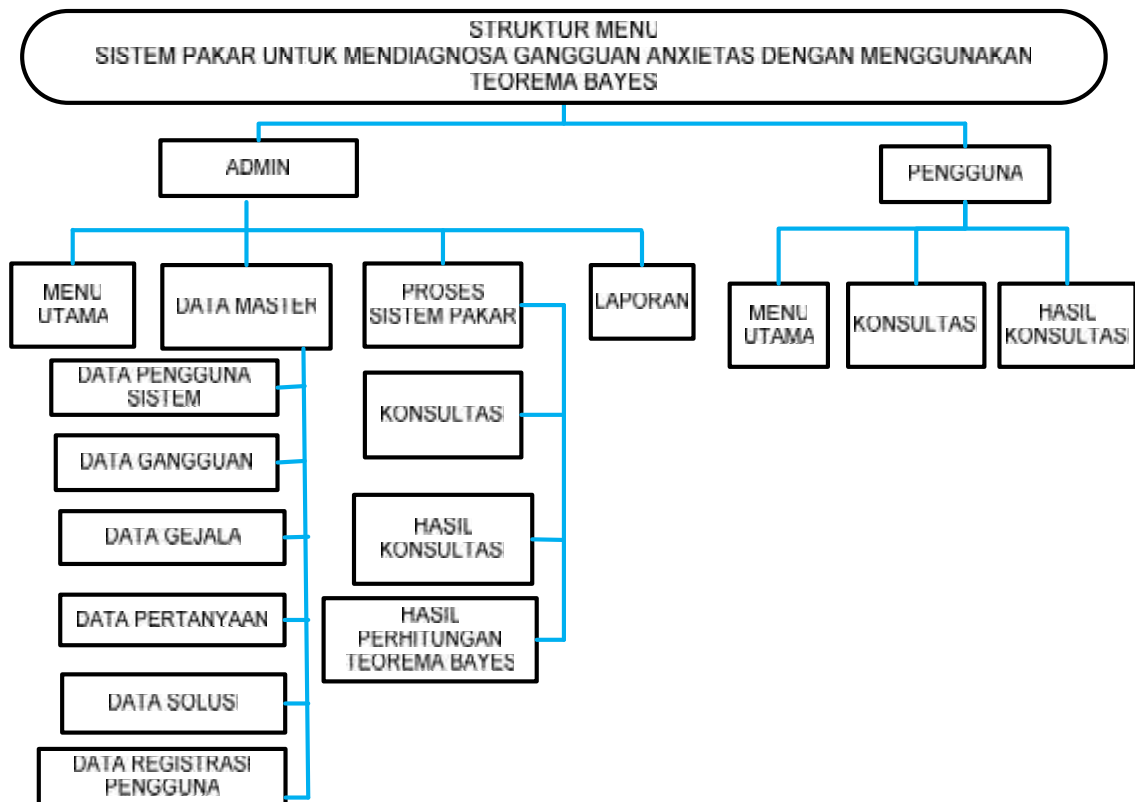 STRUKTUR MENU
SISTEM PAKAR UNTUK MENDIAGNOSA GANGGUAN ANXIETAS DENGAN MENGGUNAKAN
TEOREMA BAYES
ADMIN
PENGGUNA
MENU
UTAMA
DATA MASTER
PROSES
SISTEM PAKAR
LAPORAN
MENU
UTAMA
KONSULTASI
HASIL
KONSULTASI
DATA PENGGUNA
SISTEM
DATA GANGGUAN
DATA GEJALA
DATA PERTANYAAN
DATA SOLUSI
DATA REGISTRASI
PENGGUNA
KONSULTASI
HASIL
KONSULTASI
HASIL
PERHITUNGAN
TEOREMA BAYES